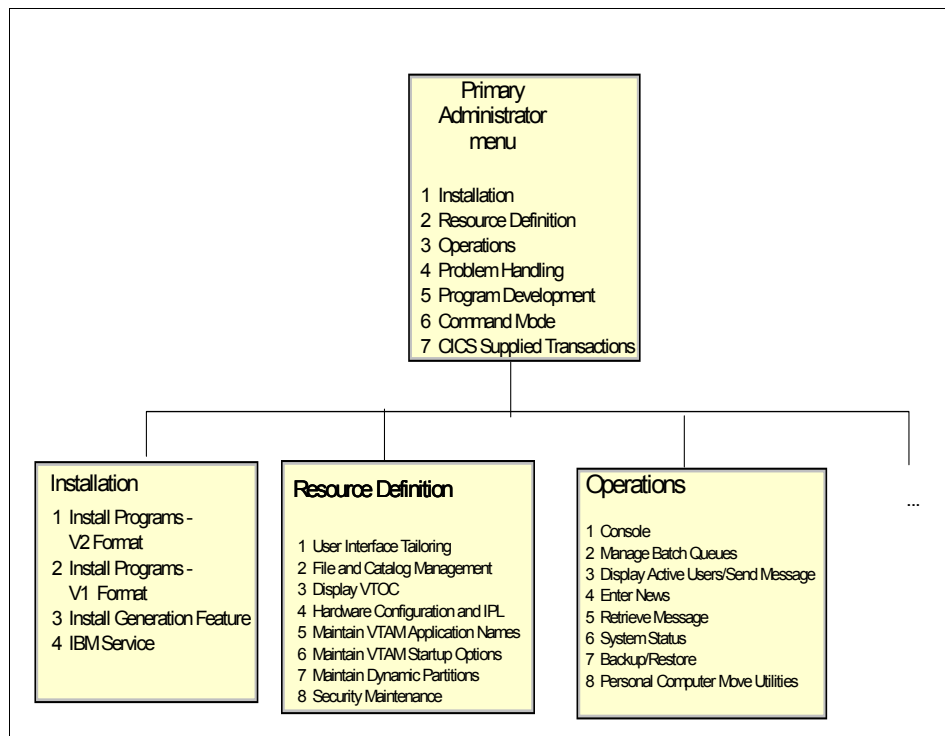 Primary
Administrator
menu
1 Installation
2 Resource Definition
3 Operations
4 Problem Handling
5 Program Development
6 Command Mode
7 CICS Supplied Transactions
Installation
1 Install Programs -
V2 Format
2 Install Programs -
V1 Format
3 Install Generation Feature
4 IBM Service
Resource Definition
1 User Interface Tailoring
2 File and Catalog Management
3 Display VTOC
4 Hardware Configuration and IPL
5 Maintain VTAM Application Names
6 Maintain VTAM Startup Options
7 Maintain Dynamic Partitions
8 Security Maintenance
Operations
1 Console
2 Manage Batch Queues
3 Display Active Users/Send Message
4 Enter News
5 Retrieve Message
6 System Status
7 Backup/Restore
8 Personal Computer Move Utilities
...